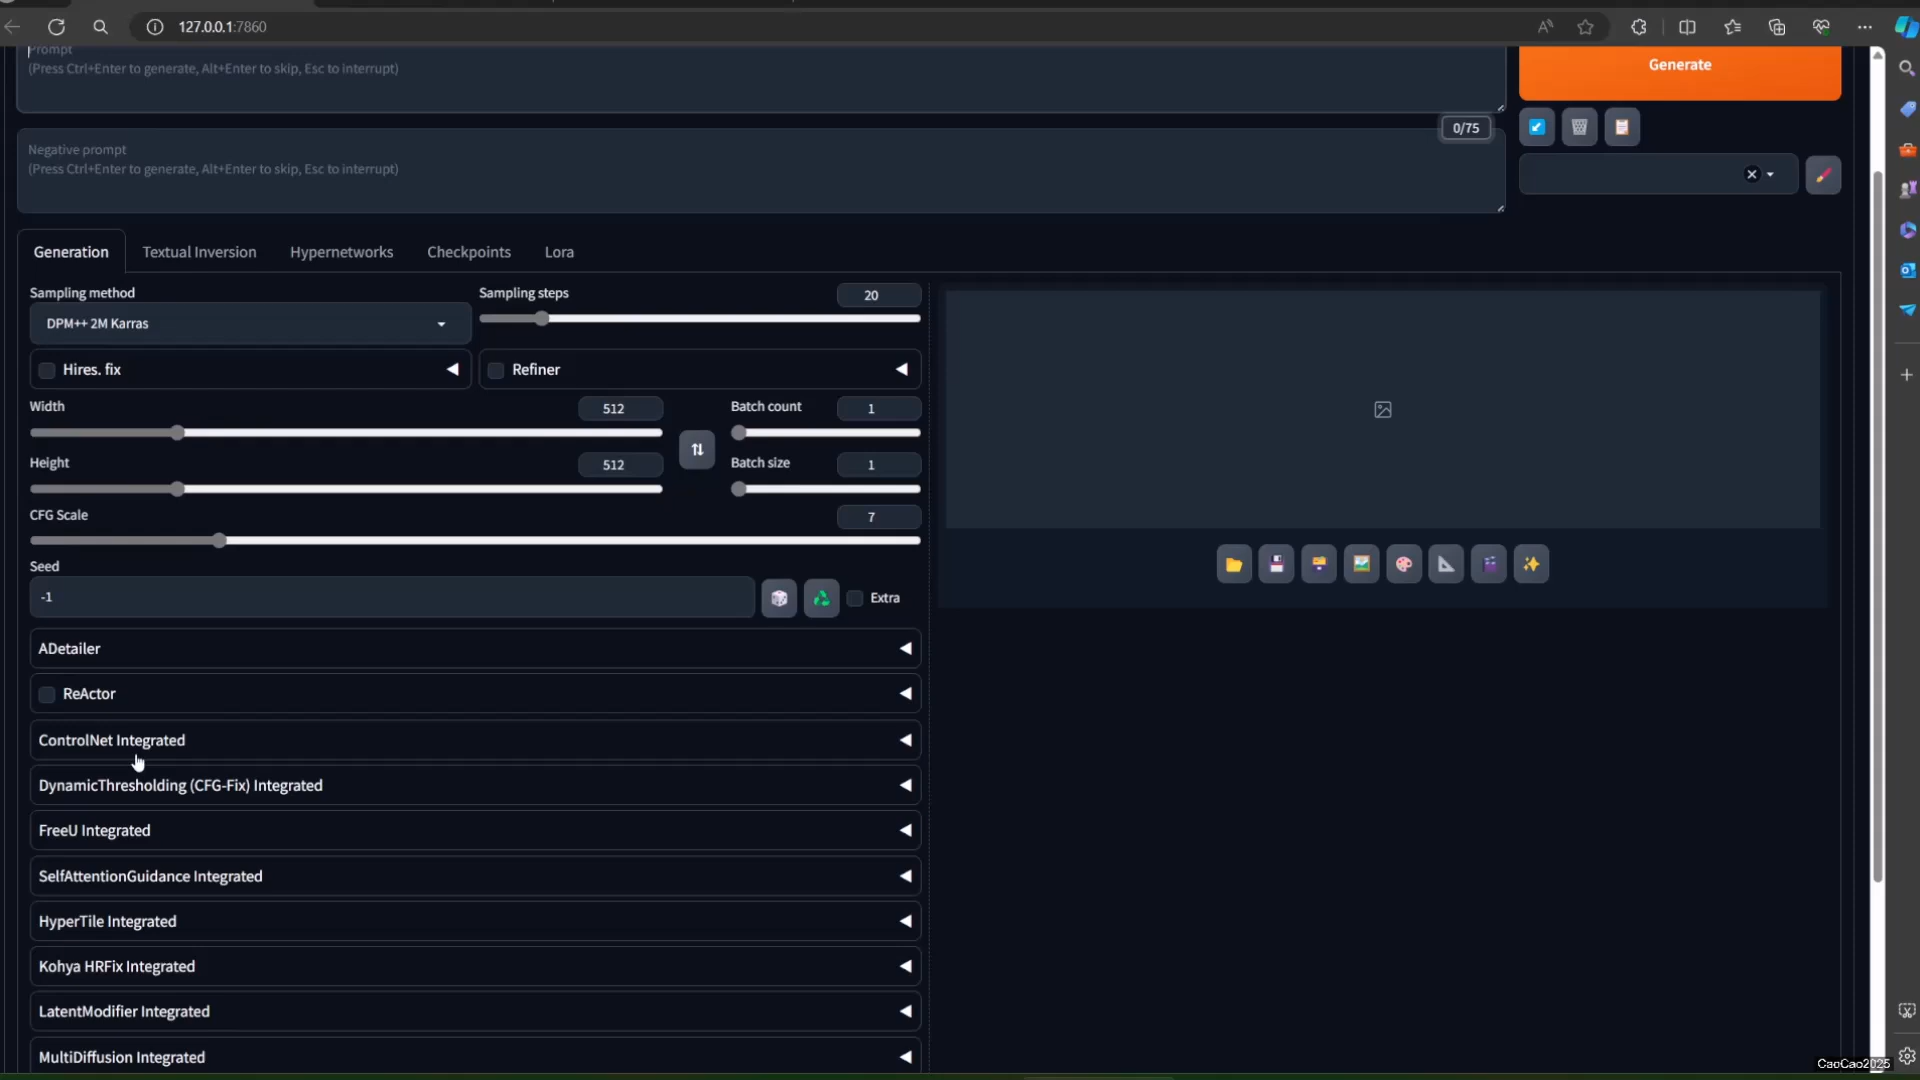 127.0.0.1:7860
Prompt
(Press Ctrl+Enter to generate, Alt+Enter to skip, Esc to interrupt)
Generate
0/75
Negative prompt
(Press Ctrl+Enter to generate, Alt+Enter to skip, Esc to interrupt)
Generation Textual Inversion Hypernetworks Checkpoints Lora
Sampling method
DPM++ 2M Karras
Sampling steps 20
Hires. fix
Refiner
Width 512
Batch count 1
Height 512
Batch size 1
CFG Scale 7
Seed
-1
Extra
ADetailer
ReActor
ControlNet Integrated
DynamicThresholding (CFG-Fix) Integrated
FreeU Integrated
SelfAttentionGuidance Integrated
HyperTile Integrated
Kohya HRFix Integrated
LatentModifier Integrated
MultiDiffusion Integrated
CaoCao2025